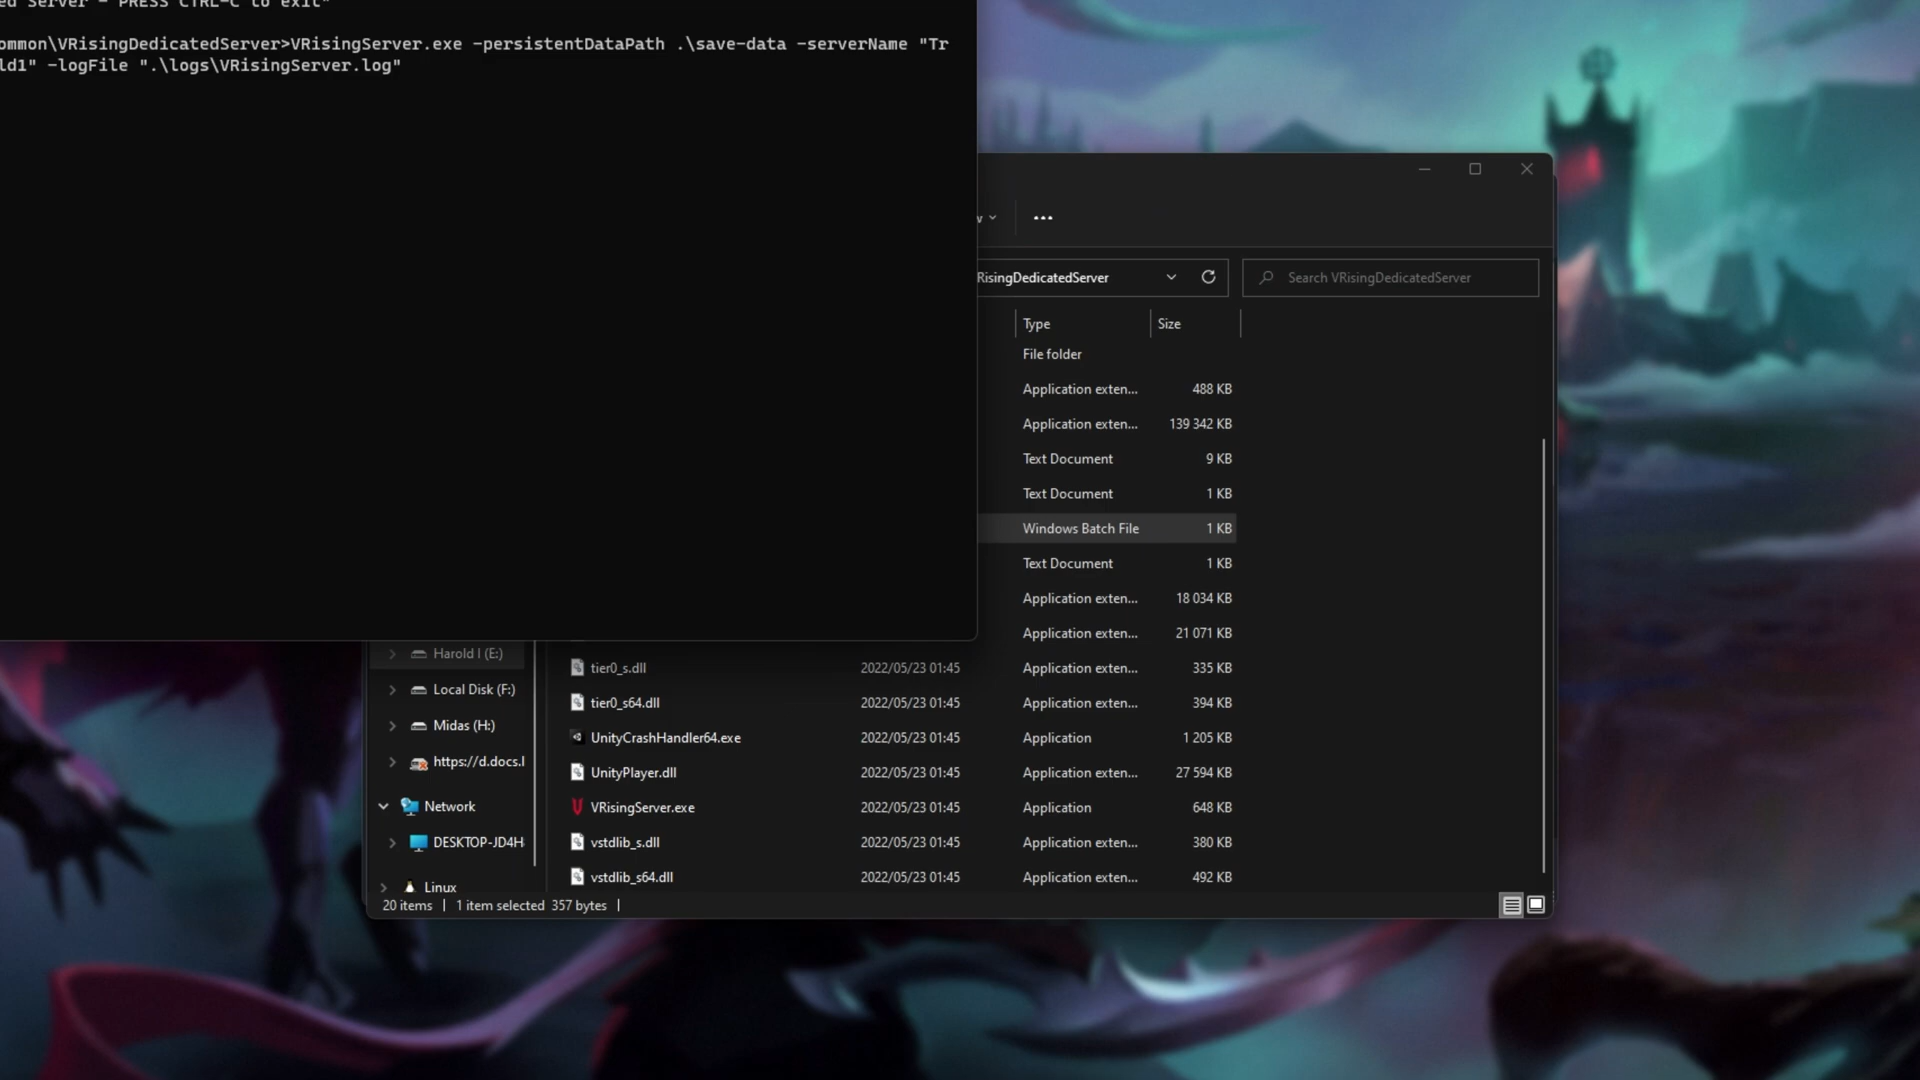 ed Server - PRESS CTRL-C to exit"
ommon\VRisingDedicatedServer>VRisingServer.exe -persistentDataPath .\save-data -serverName "Tr
ld1" -logFile ".\logs\VRisingServer.log"
RisingDedicatedServer
Search VRisingDedicatedServer
Type Size
File folder
Application exten... 488 KB
Application exten... 139 342 KB
Text Document 9 KB
Text Document 1 KB
Windows Batch File 1 KB
Text Document 1 KB
Application exten... 18 034 KB
Application exten... 21 071 KB
Harold I (E:)
tier0_s.dll 2022/05/23 01:45 Application exten... 335 KB
Local Disk (F:)
tier0_s64.dll 2022/05/23 01:45 Application exten... 394 KB
Midas (H:)
UnityCrashHandler64.exe 2022/05/23 01:45 Application 1 205 KB
https://d.docs.l
UnityPlayer.dll 2022/05/23 01:45 Application exten... 27 594 KB
Network
VRisingServer.exe 2022/05/23 01:45 Application 648 KB
DESKTOP-JD4H
vstdlib_s.dll 2022/05/23 01:45 Application exten... 380 KB
Linux
vstdlib_s64.dll 2022/05/23 01:45 Application exten... 492 KB
20 items | 1 item selected 357 bytes |